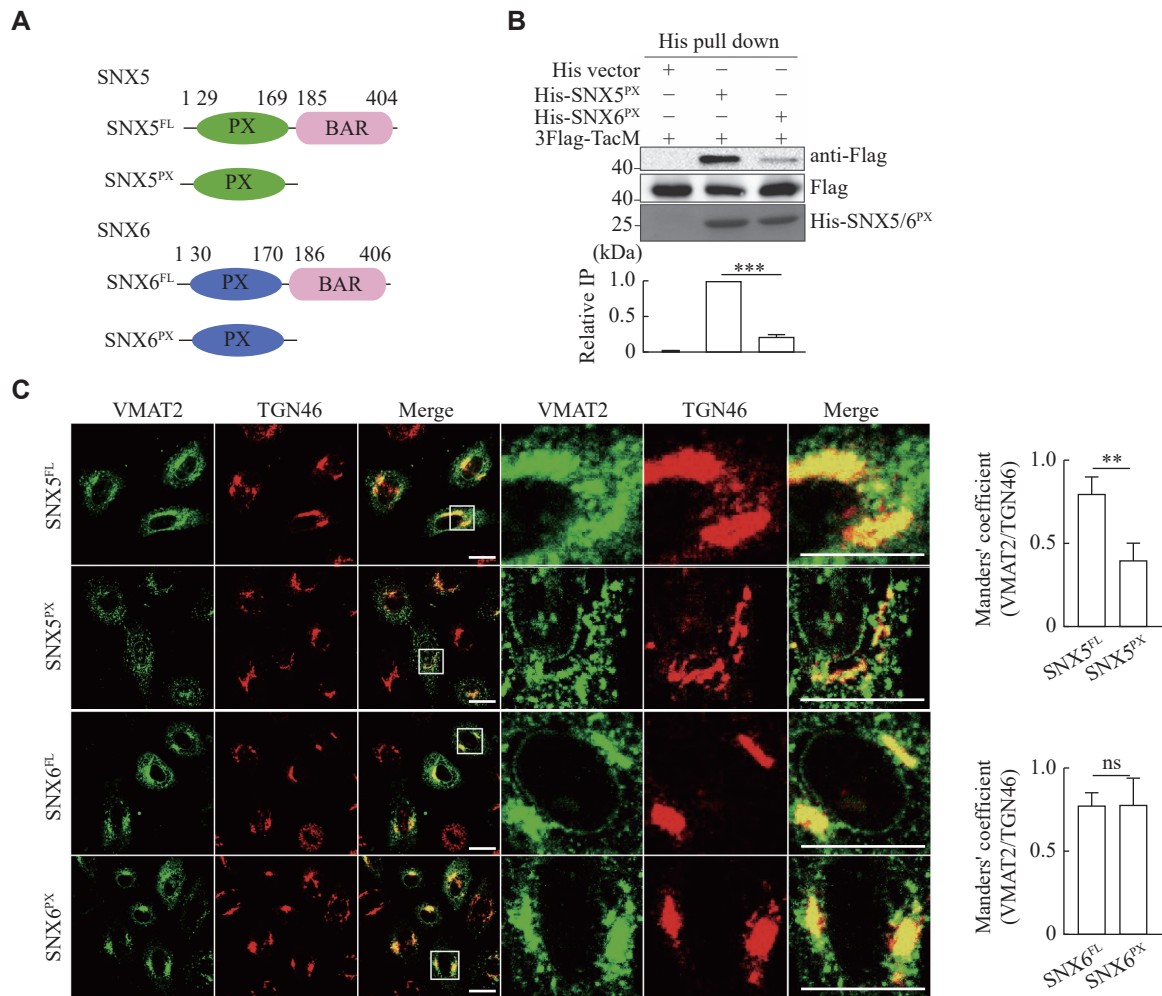 A
SNX5
1 29 169 185 404
SNX5FL PX BAR
SNX5PX PX
SNX6
1 30 170 186 406
SNX6FL PX BAR
SNX6PX PX
B
His pull down
His vector + − −
His-SNX5PX − + −
His-SNX6PX − − +
3Flag-TacM + + +
40 anti-Flag
40 Flag
25 His-SNX5/6PX
(kDa)
Relative IP
1.0
0.5
0
***
C
VMAT2 TGN46 Merge VMAT2 TGN46 Merge
SNX5FL
SNX5PX
SNX6FL
SNX6PX
Manders' coefficient
(VMAT2/TGN46)
1.0
0.5
0
**
SNX5FL
SNX5PX
Manders' coefficient
(VMAT2/TGN46)
1.0
0.5
0
ns
SNX6FL
SNX6PX